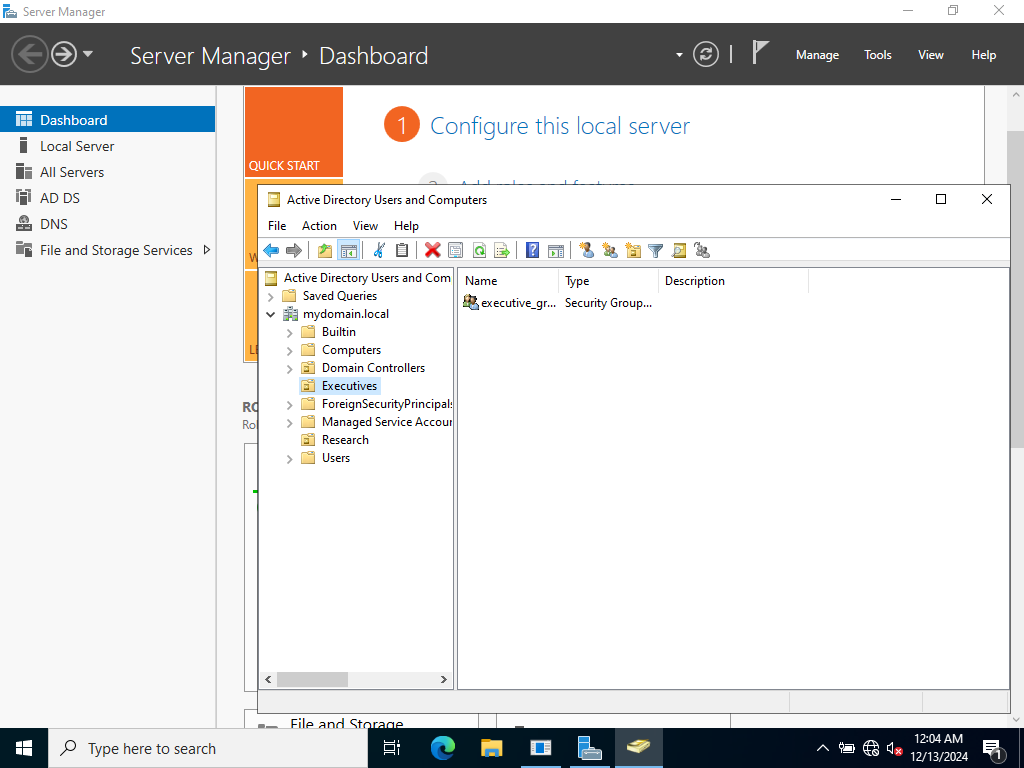 Server Manager
Server Manager ‣ Dashboard
Manage
Tools
View
Help
Dashboard
Local Server
All Servers
AD DS
DNS
File and Storage Services
QUICK START
1
Configure this local server
Active Directory Users and Computers
File
Action
View
Help
Active Directory Users and Com
Saved Queries
mydomain.local
Builtin
Computers
Domain Controllers
Executives
ForeignSecurityPrincipals
Managed Service Accour
Research
Users
Name
Type
Description
executive_gr...
Security Group...
File and Storage
Type here to search
12:04 AM
12/13/2024
1